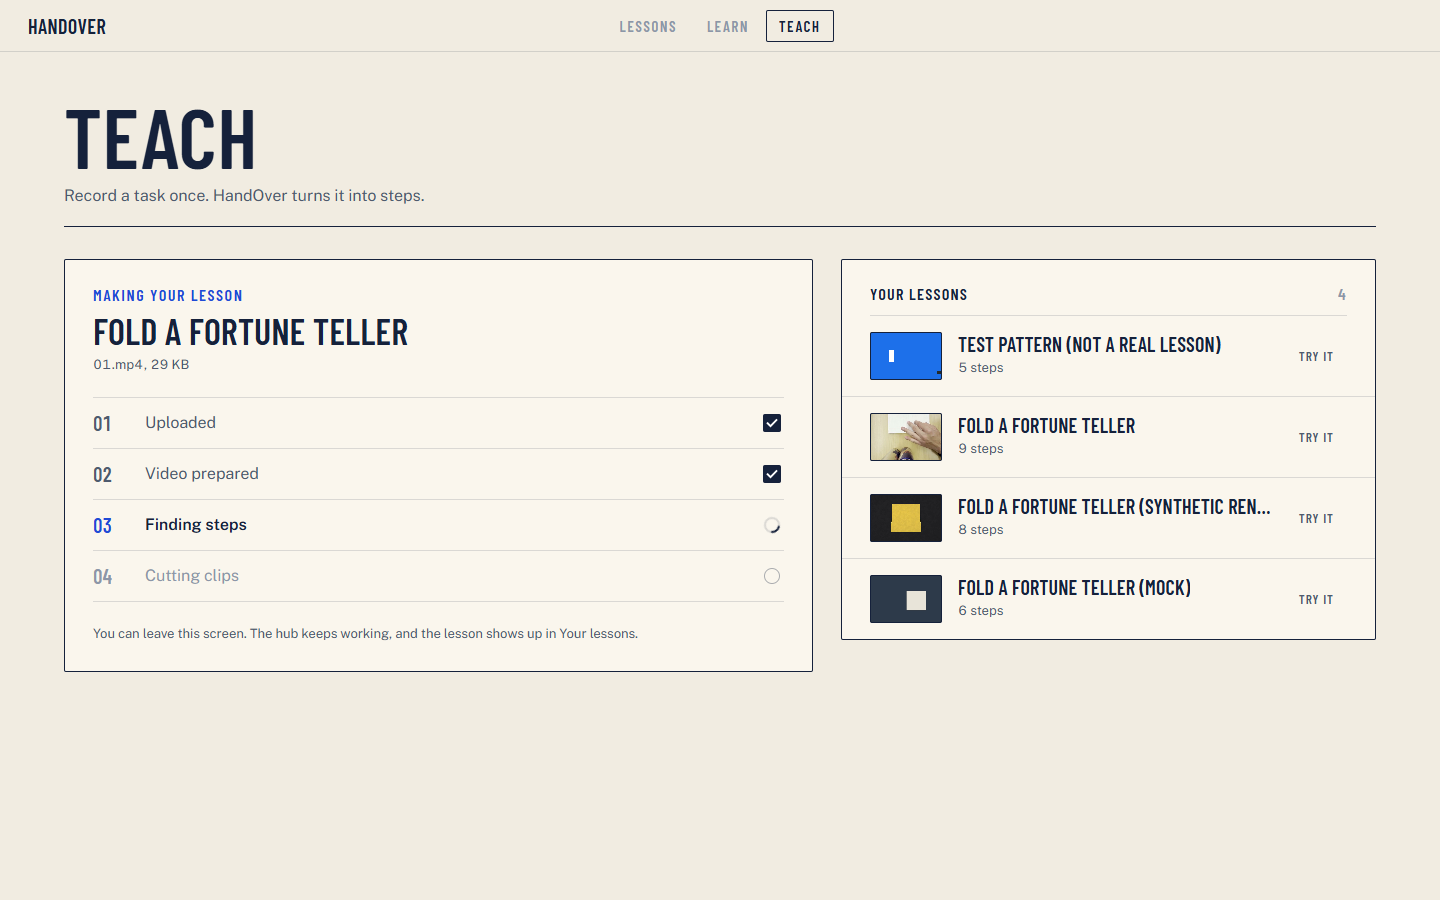 HANDOVER
LESSONS
LEARN
TEACH
TEACH
Record a task once. HandOver turns it into steps.
MAKING YOUR LESSON
FOLD A FORTUNE TELLER
01.mp4, 29 KB
01 Uploaded
02 Video prepared
03 Finding steps
04 Cutting clips
You can leave this screen. The hub keeps working, and the lesson shows up in Your lessons.
YOUR LESSONS 4
TEST PATTERN (NOT A REAL LESSON)
5 steps
TRY IT
FOLD A FORTUNE TELLER
9 steps
TRY IT
FOLD A FORTUNE TELLER (SYNTHETIC REN...
8 steps
TRY IT
FOLD A FORTUNE TELLER (MOCK)
6 steps
TRY IT